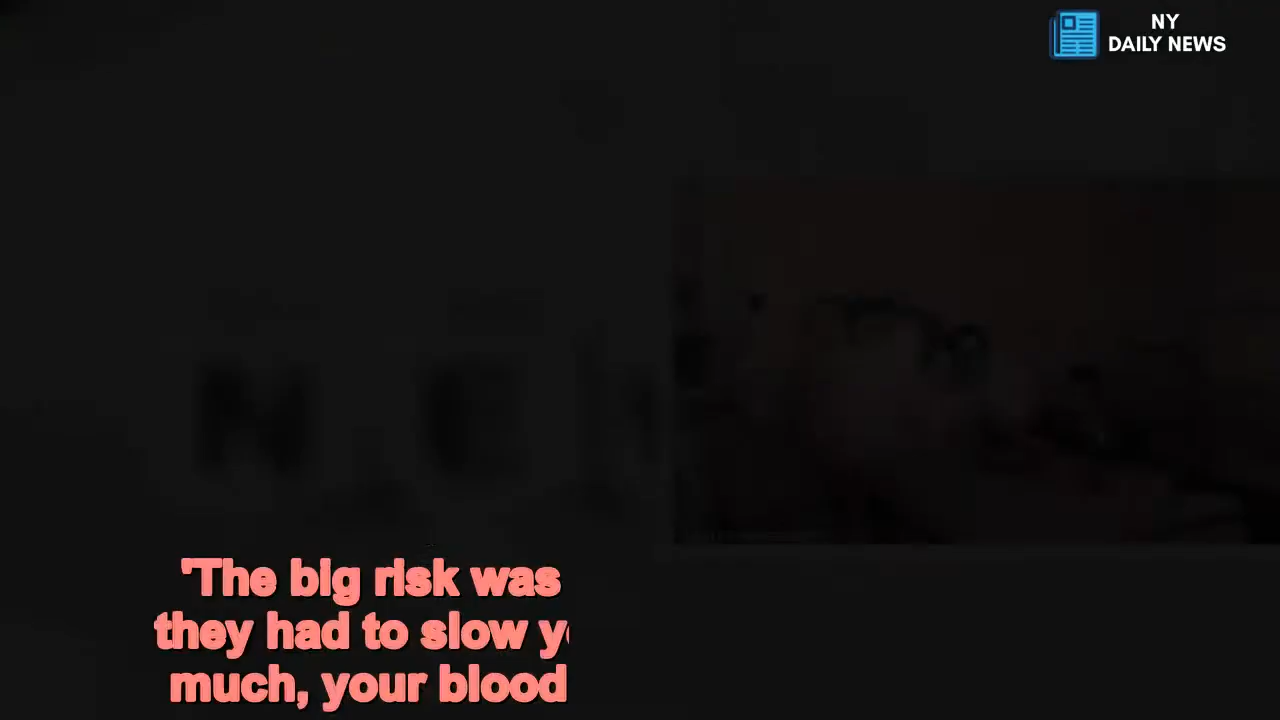 NY
DAILY NEWS
'The big risk was
they had to slow y
much, your blood